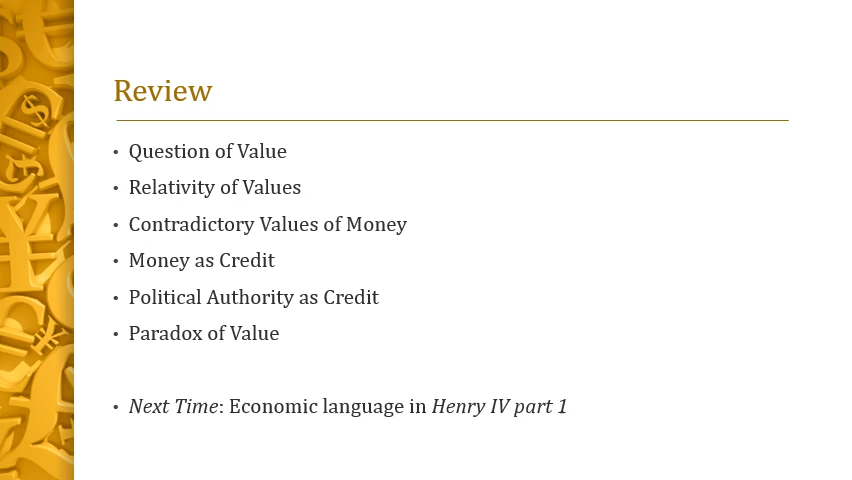 Review
• Question of Value
• Relativity of Values
• Contradictory Values of Money
• Money as Credit
• Political Authority as Credit
• Paradox of Value
• Next Time: Economic language in Henry IV part 1